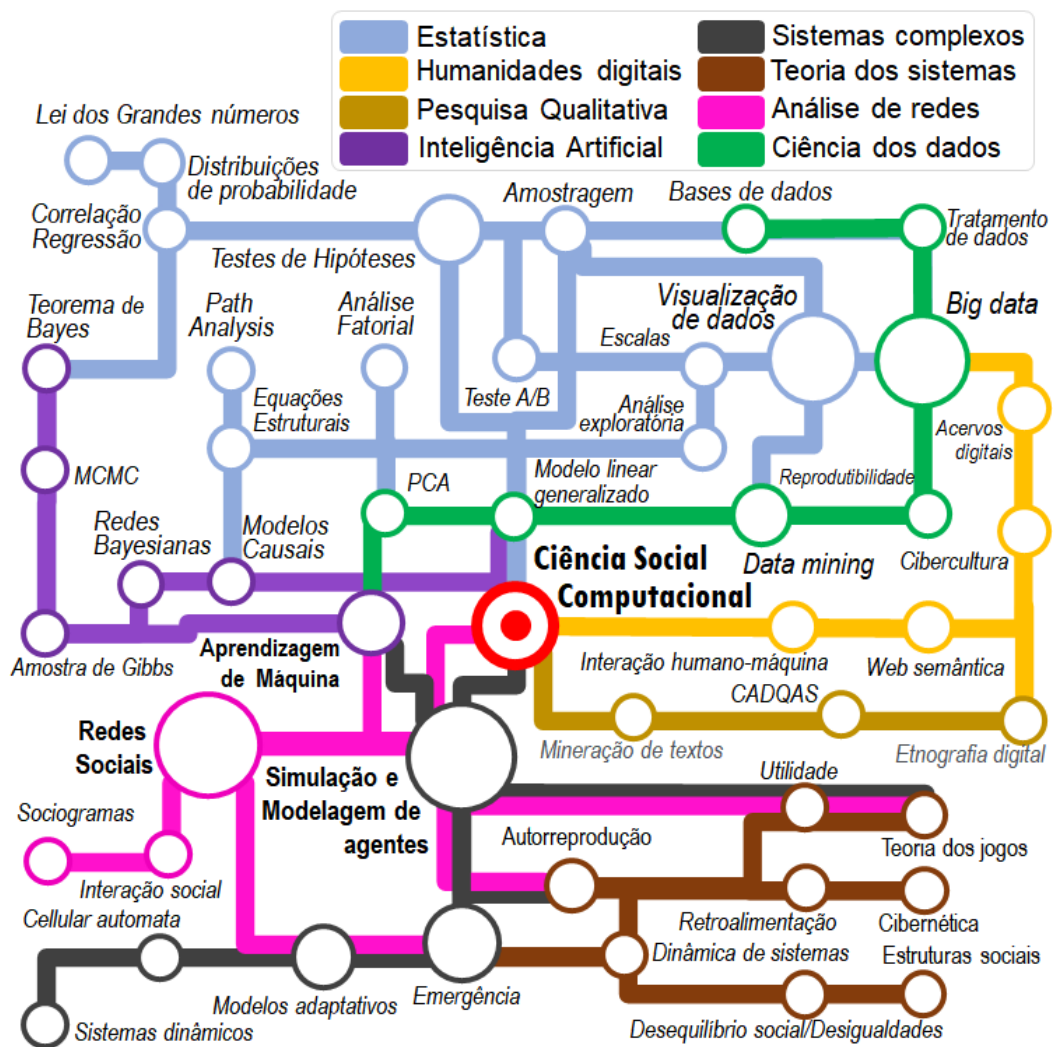 Estatística
Humanidades digitais
Pesquisa Qualitativa
Inteligência Artificial
Sistemas complexos
Teoria dos sistemas
Análise de redes
Ciência dos dados
Lei dos Grandes números
Distribuições
de probabilidade
Correlação
Regressão
Testes de Hipóteses
Amostragem
Bases de dados
Tratamento
de dados
Teorema de
Bayes
Path
Analysis
Análise
Fatorial
Visualização
de dados
Big data
Escalas
Teste A/B
Equações
Estruturais
Análise
exploratória
Acervos
digitais
MCMC
PCA
Modelo linear
generalizado
Reprodutibilidade
Redes
Bayesianas
Modelos
Causais
Data mining
Cibercultura
Ciência Social
Computacional
Amostra de Gibbs
Aprendizagem
de Máquina
Interação humano-máquina
Web semântica
CADQAS
Mineração de textos
Etnografia digital
Redes
Sociais
Simulação e
Modelagem de
agentes
Utilidade
Sociogramas
Autorreprodução
Teoria dos jogos
Interação social
Cellular automata
Retroalimentação
Cibernética
Dinâmica de sistemas
Estruturas sociais
Modelos adaptativos
Emergência
Sistemas dinâmicos
Desequilíbrio social/Desigualdades